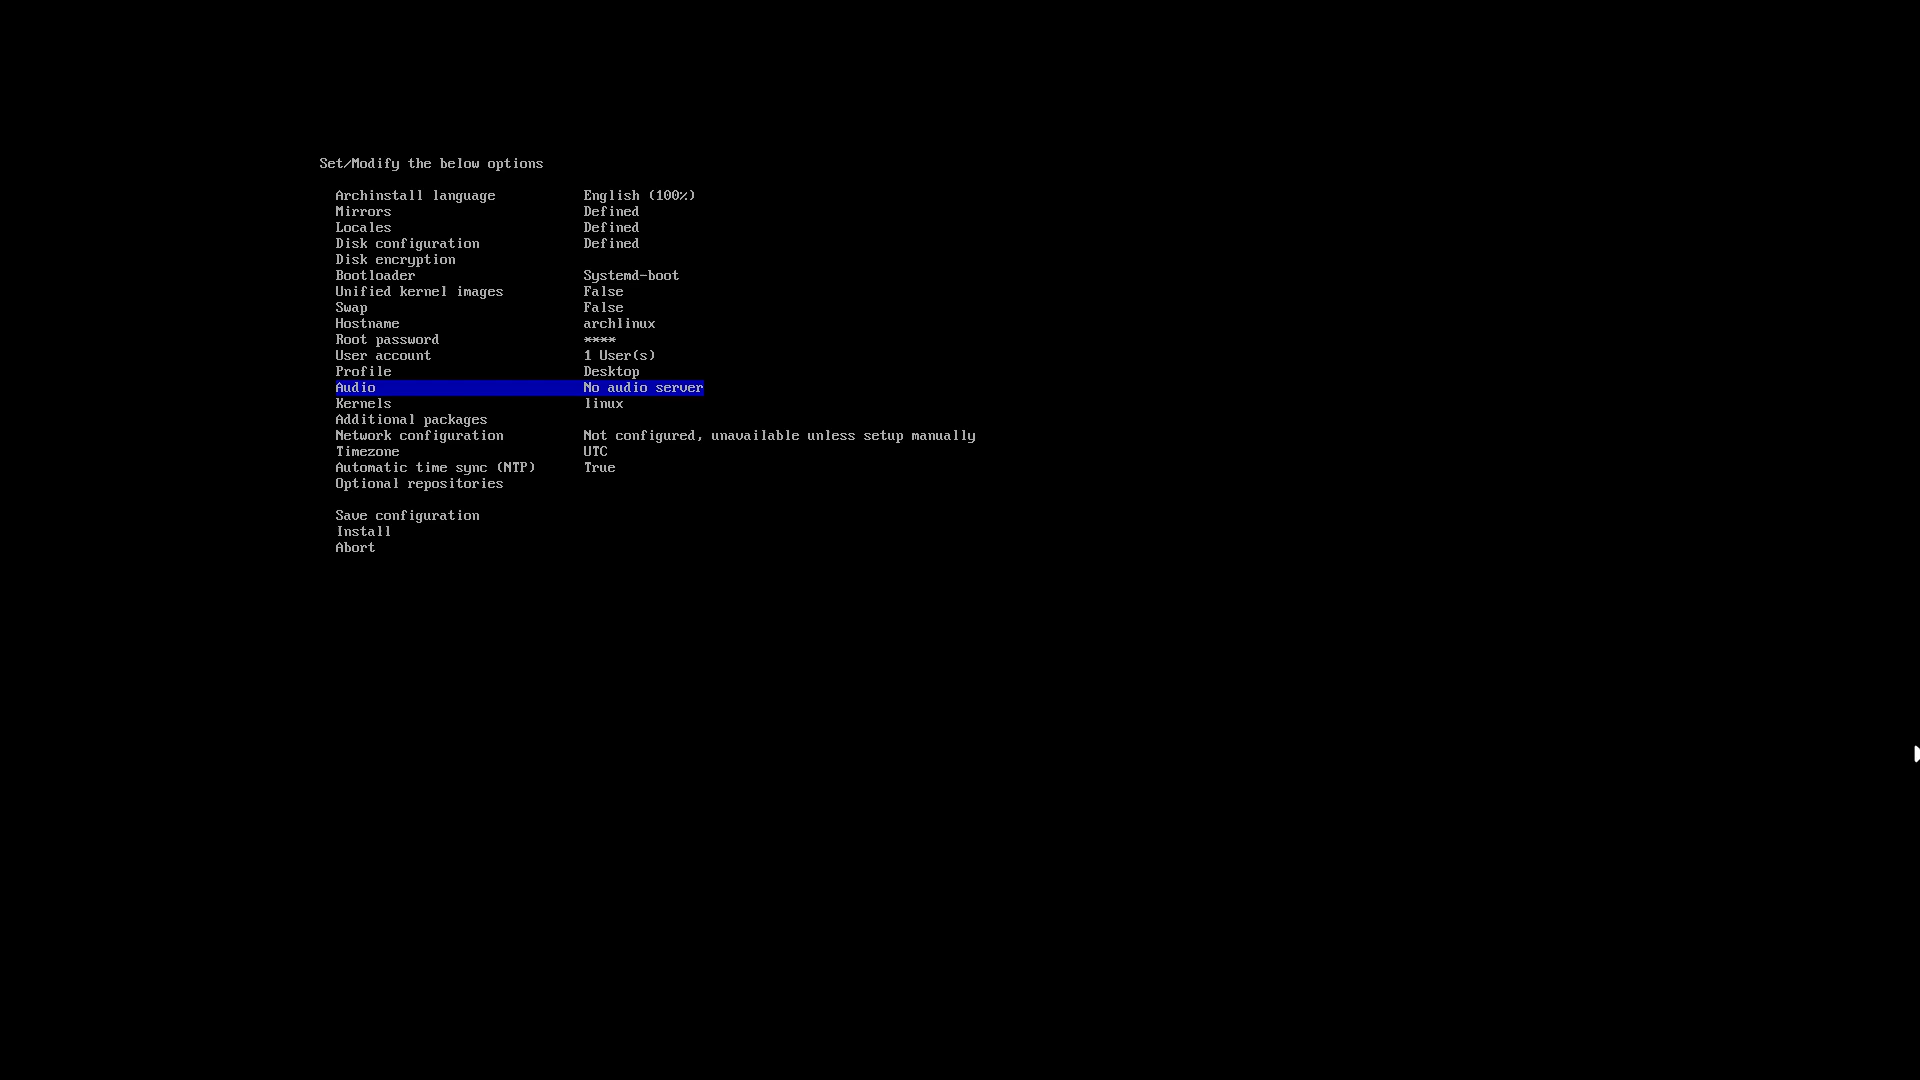 Set/Modify the below options
Archinstall language English (100%)
Mirrors Defined
Locales Defined
Disk configuration Defined
Disk encryption
Bootloader Systemd-boot
Unified kernel images False
Swap False
Hostname archlinux
Root password ****
User account 1 User(s)
Profile Desktop
Audio No audio server
Kernels linux
Additional packages
Network configuration Not configured, unavailable unless setup manually
Timezone UTC
Automatic time sync (NTP) True
Optional repositories
Save configuration
Install
Abort